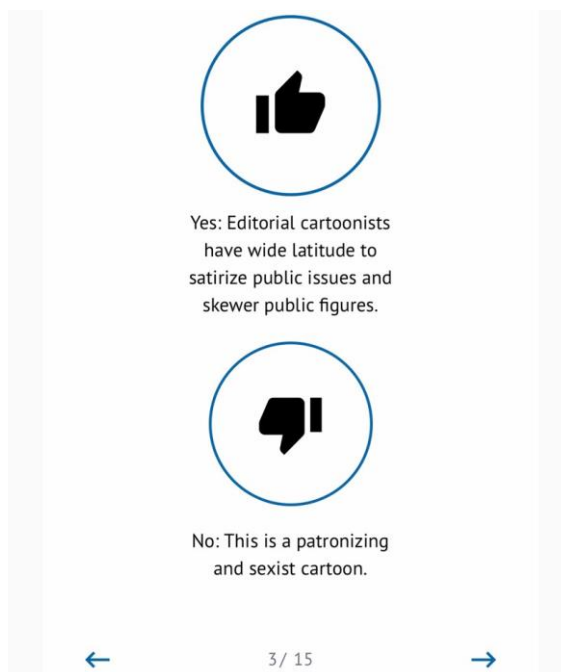 Yes: Editorial cartoonists
have wide latitude to
satirize public issues and
skewer public figures.
No: This is a patronizing
and sexist cartoon.
3/ 15